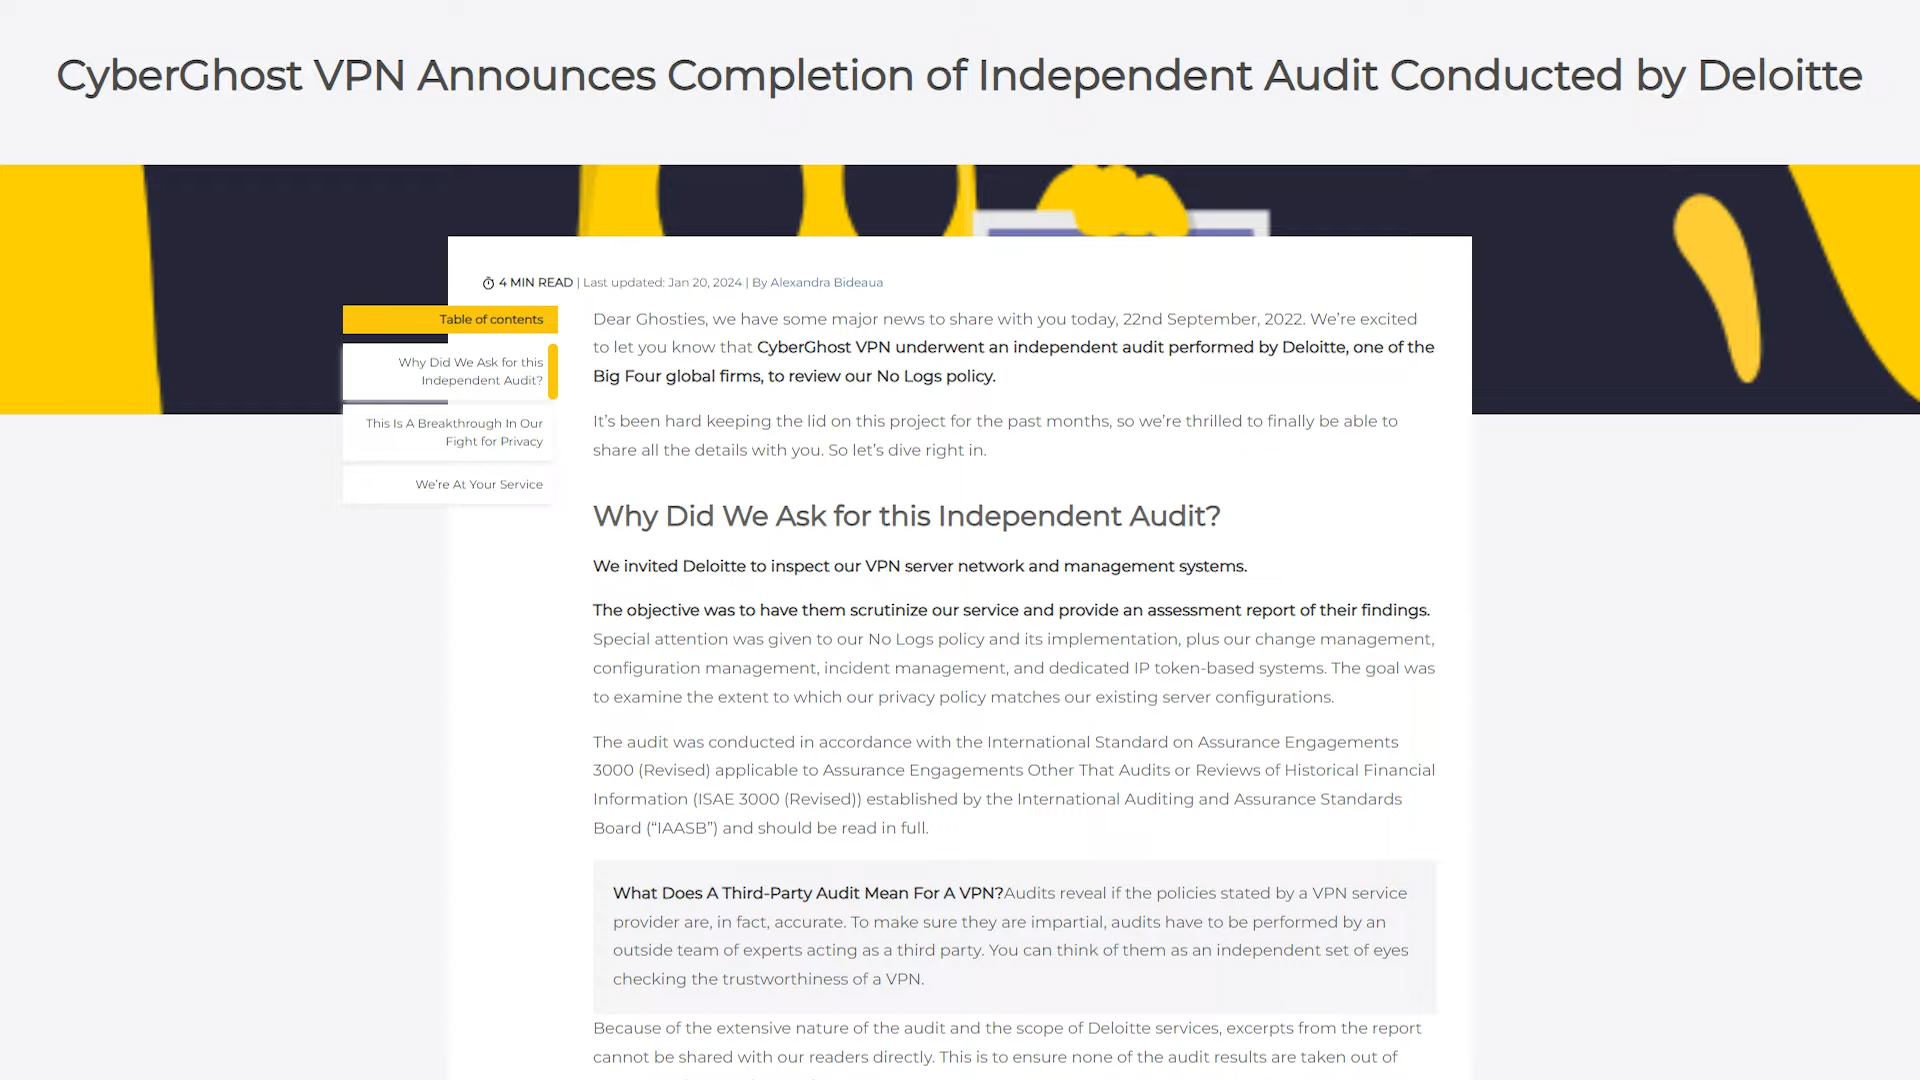 CyberGhost VPN Announces Completion of Independent Audit Conducted by Deloitte
4 MIN READ | Last updated: Jan 20, 2024 | By Alexandra Bideaua
Table of contents
Why Did We Ask for this
Independent Audit?
This Is A Breakthrough In Our
Fight for Privacy
We're At Your Service
Dear Ghosties, we have some major news to share with you today, 22nd September, 2022. We're excited
to let you know that CyberGhost VPN underwent an independent audit performed by Deloitte, one of the
Big Four global firms, to review our No Logs policy.
It's been hard keeping the lid on this project for the past months, so we're thrilled to finally be able to
share all the details with you. So let's dive right in.
Why Did We Ask for this Independent Audit?
We invited Deloitte to inspect our VPN server network and management systems.
The objective was to have them scrutinize our service and provide an assessment report of their findings.
Special attention was given to our No Logs policy and its implementation, plus our change management,
configuration management, incident management, and dedicated IP token-based systems. The goal was
to examine the extent to which our privacy policy matches our existing server configurations.
The audit was conducted in accordance with the International Standard on Assurance Engagements
3000 (Revised) applicable to Assurance Engagements Other That Audits or Reviews of Historical Financial
Information (ISAE 3000 (Revised)) established by the International Auditing and Assurance Standards
Board (“IAASB”) and should be read in full.
What Does A Third-Party Audit Mean For A VPN?Audits reveal if the policies stated by a VPN service
provider are, in fact, accurate. To make sure they are impartial, audits have to be performed by an
outside team of experts acting as a third party. You can think of them as an independent set of eyes
checking the trustworthiness of a VPN.
Because of the extensive nature of the audit and the scope of Deloitte services, excerpts from the report
cannot be shared with our readers directly. This is to ensure none of the audit results are taken out of